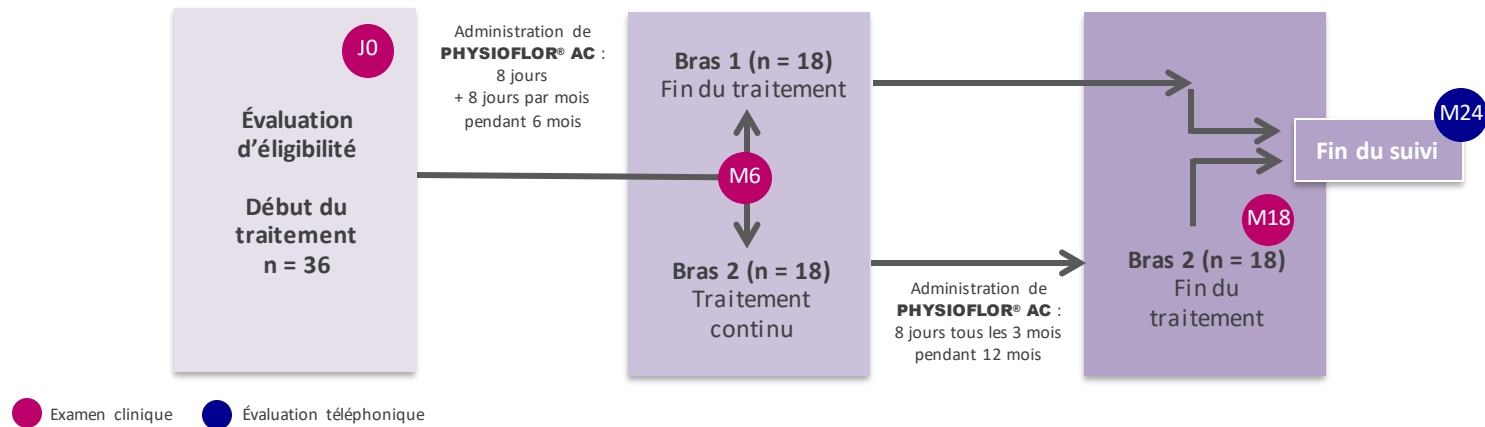 J0
Évaluation
d’éligibilité
Début du
traitement
n = 36
Administration de
PHYSIOFLOR® AC :
8 jours
+ 8 jours par mois
pendant 6 mois
Bras 1 (n = 18)
Fin du traitement
M6
Bras 2 (n = 18)
Traitement
continu
Administration de
PHYSIOFLOR® AC :
8 jours tous les 3 mois
pendant 12 mois
M24
Fin du suivi
M18
Bras 2 (n = 18)
Fin du
traitement
Examen clinique
Évaluation téléphonique